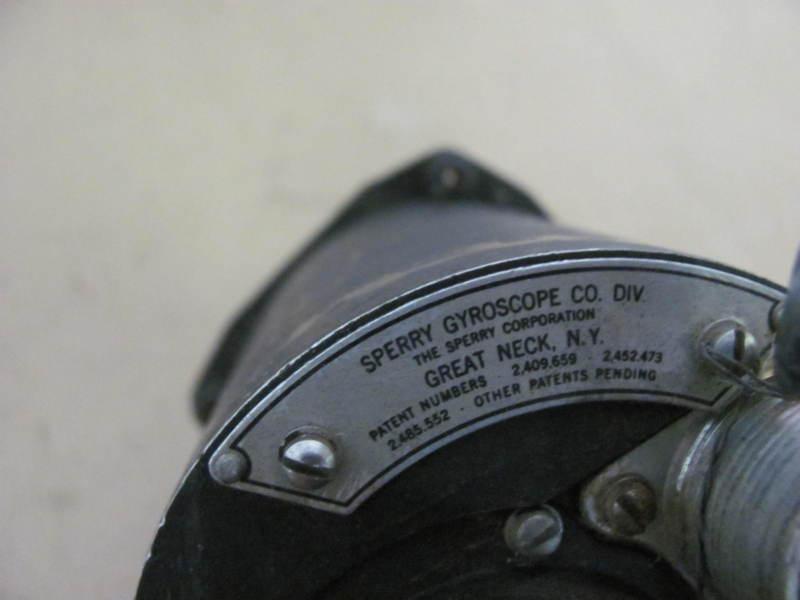 SPERRY GYROSCOPE CO. DIV.
THE SPERRY CORPORATION
GREAT NECK, N.Y.
PATENT NUMBERS · 2,409,659 · 2,452,473
2,485,552 · OTHER PATENTS PENDING